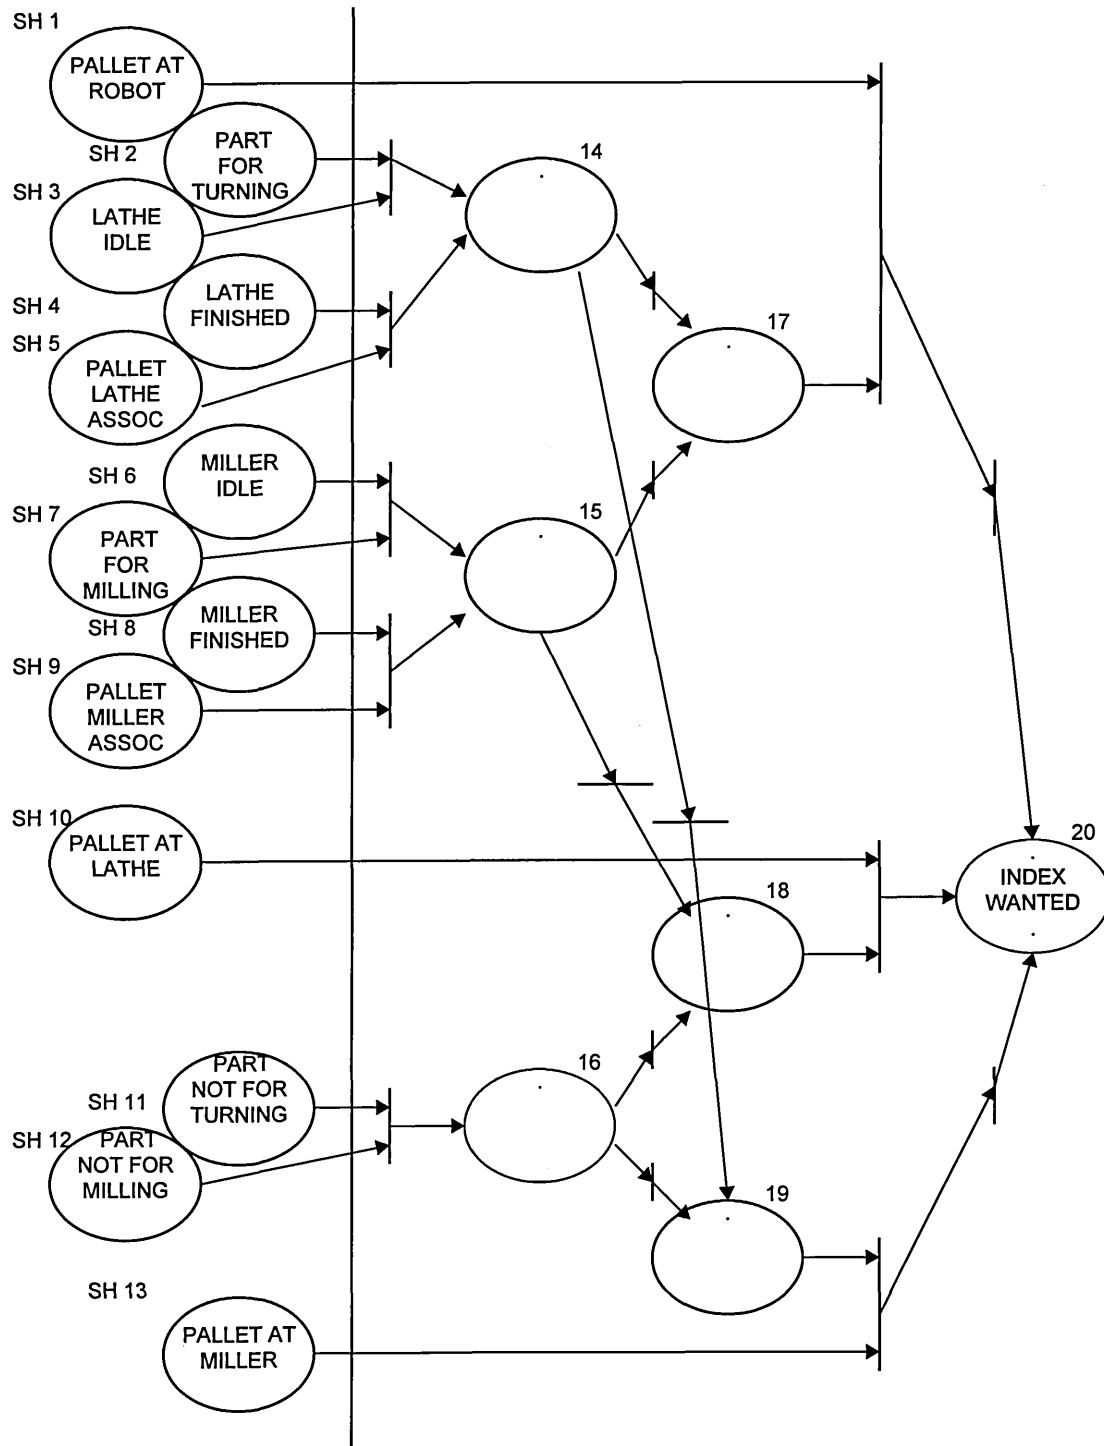 SH 1
PALLET AT
ROBOT
SH 2
PART
FOR
TURNING
14
SH 3
LATHE
IDLE
SH 4
LATHE
FINISHED
17
SH 5
PALLET
LATHE
ASSOC
SH 6
MILLER
IDLE
SH 7
PART
FOR
MILLING
15
SH 8
MILLER
FINISHED
SH 9
PALLET
MILLER
ASSOC
SH 10
PALLET AT
LATHE
20
INDEX
WANTED
18
SH 11
PART
NOT FOR
TURNING
16
SH 12
PART
NOT FOR
MILLING
19
SH 13
PALLET AT
MILLER